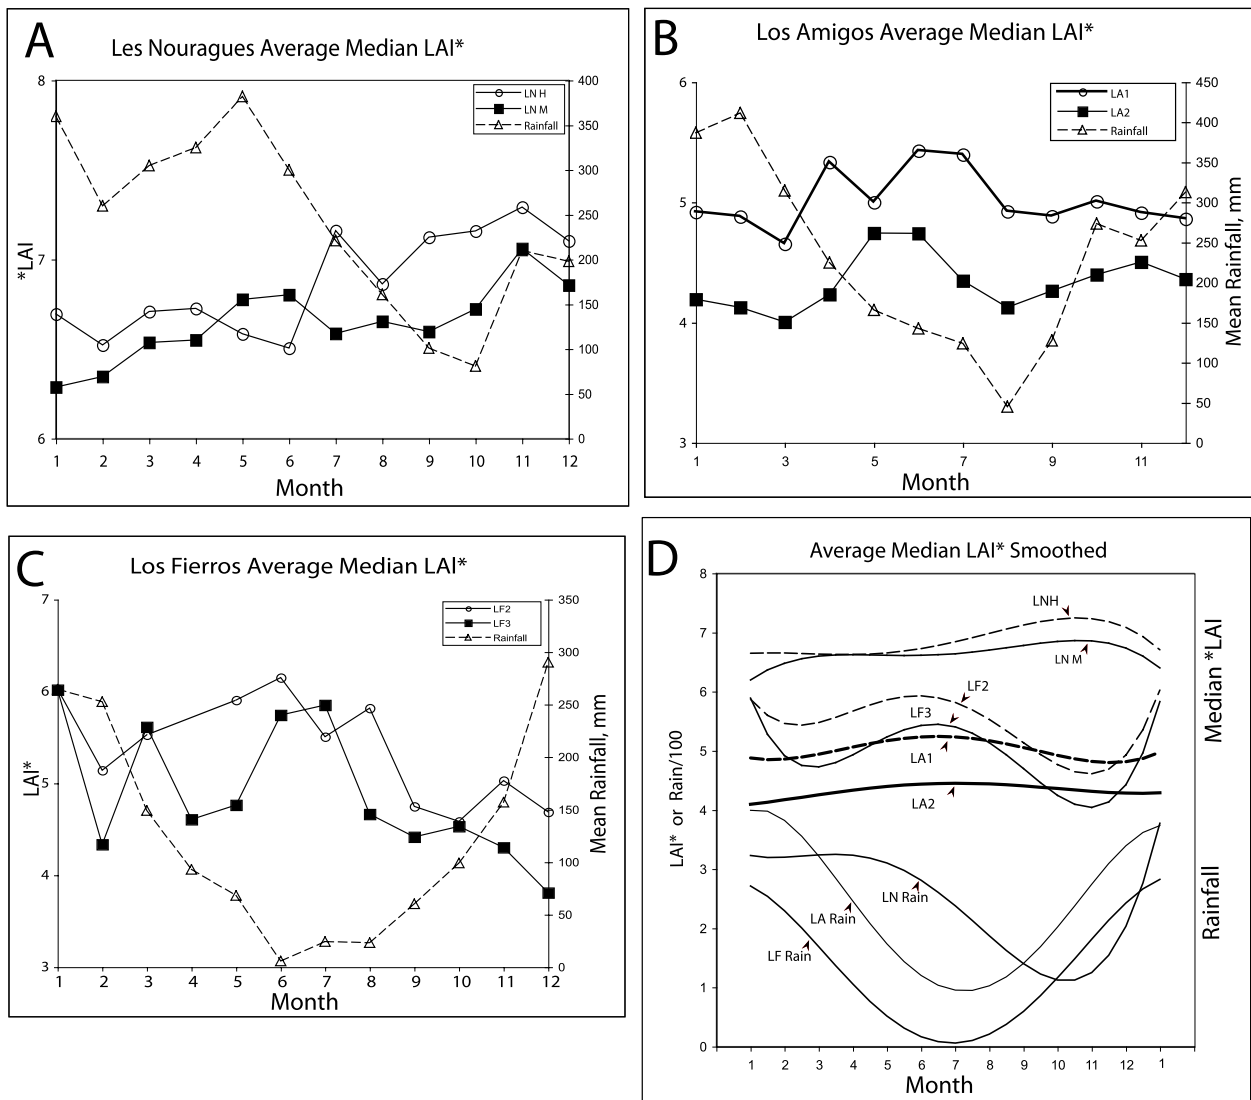 A
Les Nouragues Average Median LAI*
LN H
LN M
Rainfall
8
7
6
*LAI
400
350
300
250
200
150
100
50
0
1 2 3 4 5 6 7 8 9 10 11 12
Month
B
Los Amigos Average Median LAI*
LA1
LA2
Rainfall
6
5
4
3
450
400
350
300
250
200
150
100
50
0
Mean Rainfall, mm
1 3 5 7 9 11
Month
C
Los Fierros Average Median LAI*
LF2
LF3
Rainfall
7
6
5
4
3
LAI*
350
300
250
200
150
100
50
0
Mean Rainfall, mm
1 2 3 4 5 6 7 8 9 10 11 12
Month
D
Average Median LAI* Smoothed
8
7
6
5
4
3
2
1
0
LAI* or Rain/100
LNH
LN M
LF2
LF3
LA1
LA2
LN Rain
LA Rain
LF Rain
Median *LAI
Rainfall
1 2 3 4 5 6 7 8 9 10 11 12 1
Month